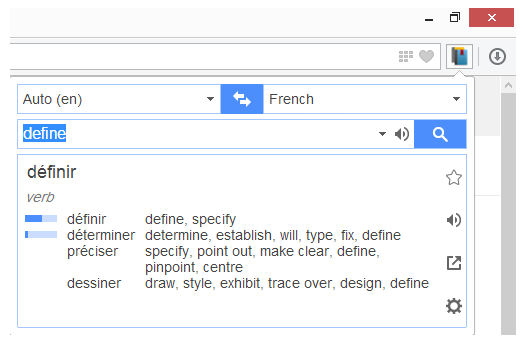 Auto (en) French
define
définir
verb
définir define, specify
déterminer determine, establish, will, type, fix, define
préciser specify, point out, make clear, define,
pinpoint, centre
dessiner draw, style, exhibit, trace over, design, define